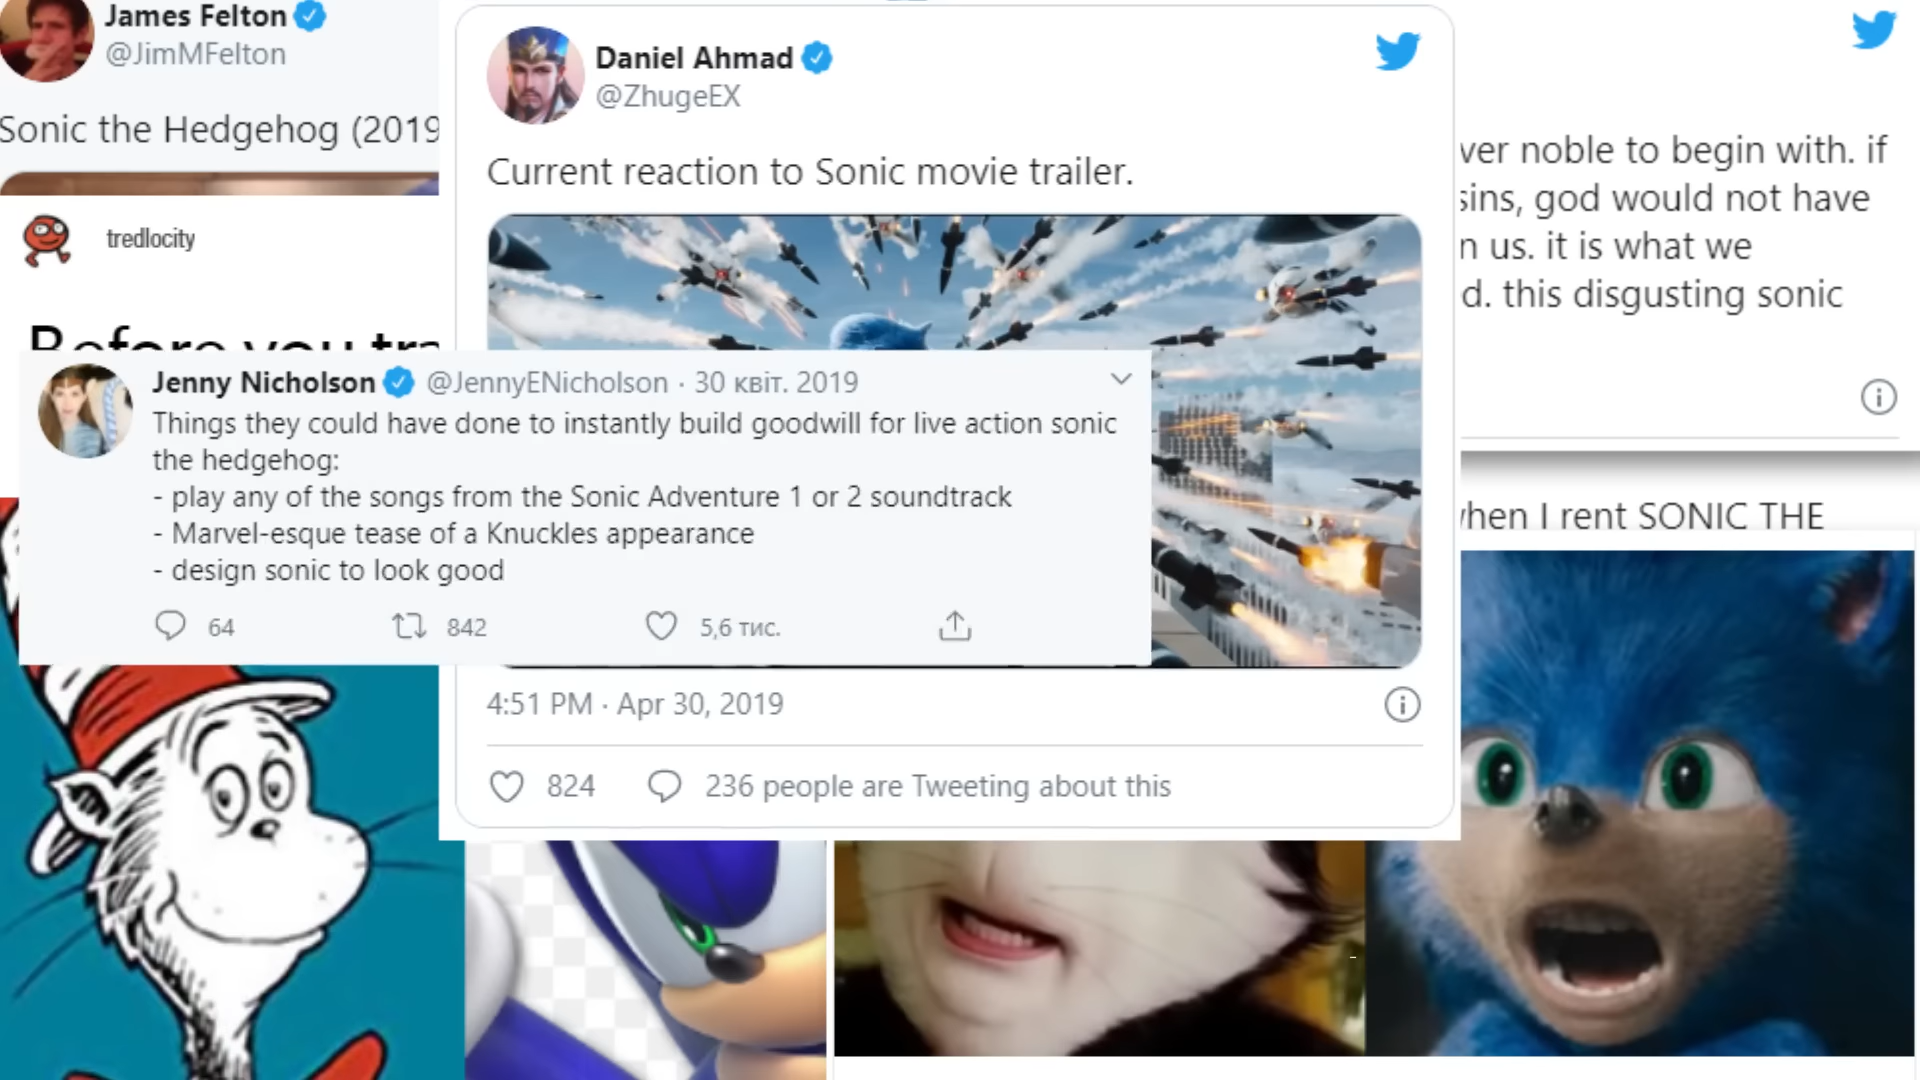 James Felton
@JimMFelton
Sonic the Hedgehog (2019
tredlocity
Before you tra
Daniel Ahmad
@ZhugeEX
Current reaction to Sonic movie trailer.
Jenny Nicholson @JennyENicholson · 30 квіт. 2019
Things they could have done to instantly build goodwill for live action sonic
the hedgehog:
- play any of the songs from the Sonic Adventure 1 or 2 soundtrack
- Marvel-esque tease of a Knuckles appearance
- design sonic to look good
64 842 5,6 тис.
4:51 PM · Apr 30, 2019
824 236 people are Tweeting about this
ver noble to begin with. if
sins, god would not have
n us. it is what we
d. this disgusting sonic
when I rent SONIC THE